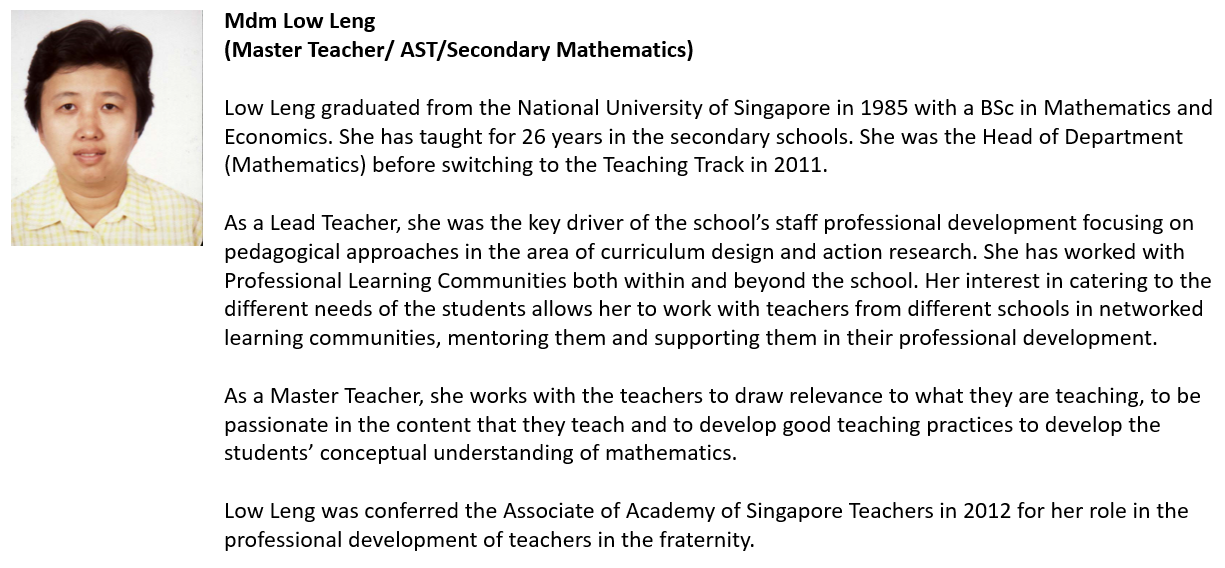 Mdm Low Leng
(Master Teacher/ AST/Secondary Mathematics)
Low Leng graduated from the National University of Singapore in 1985 with a BSc in Mathematics and
Economics. She has taught for 26 years in the secondary schools. She was the Head of Department
(Mathematics) before switching to the Teaching Track in 2011.
As a Lead Teacher, she was the key driver of the school’s staff professional development focusing on
pedagogical approaches in the area of curriculum design and action research. She has worked with
Professional Learning Communities both within and beyond the school. Her interest in catering to the
different needs of the students allows her to work with teachers from different schools in networked
learning communities, mentoring them and supporting them in their professional development.
As a Master Teacher, she works with the teachers to draw relevance to what they are teaching, to be
passionate in the content that they teach and to develop good teaching practices to develop the
students’ conceptual understanding of mathematics.
Low Leng was conferred the Associate of Academy of Singapore Teachers in 2012 for her role in the
professional development of teachers in the fraternity.